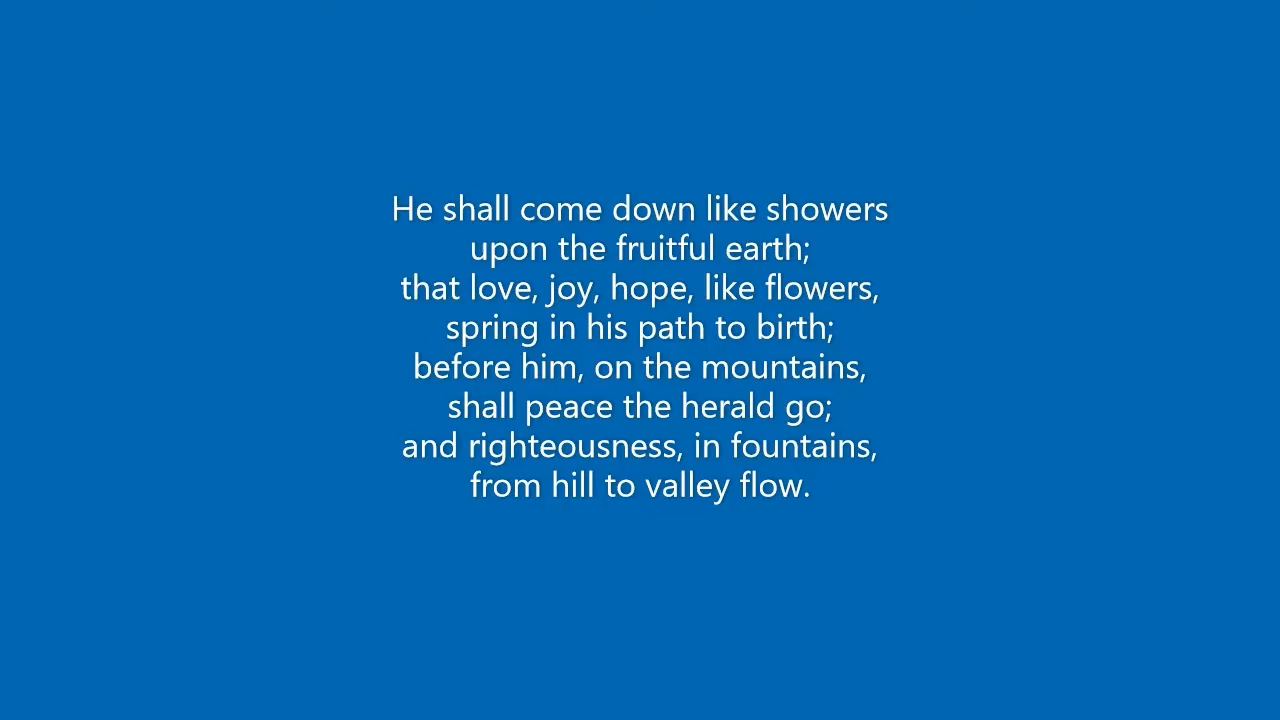 He shall come down like showers
upon the fruitful earth;
that love, joy, hope, like flowers,
spring in his path to birth;
before him, on the mountains,
shall peace the herald go;
and righteousness, in fountains,
from hill to valley flow.